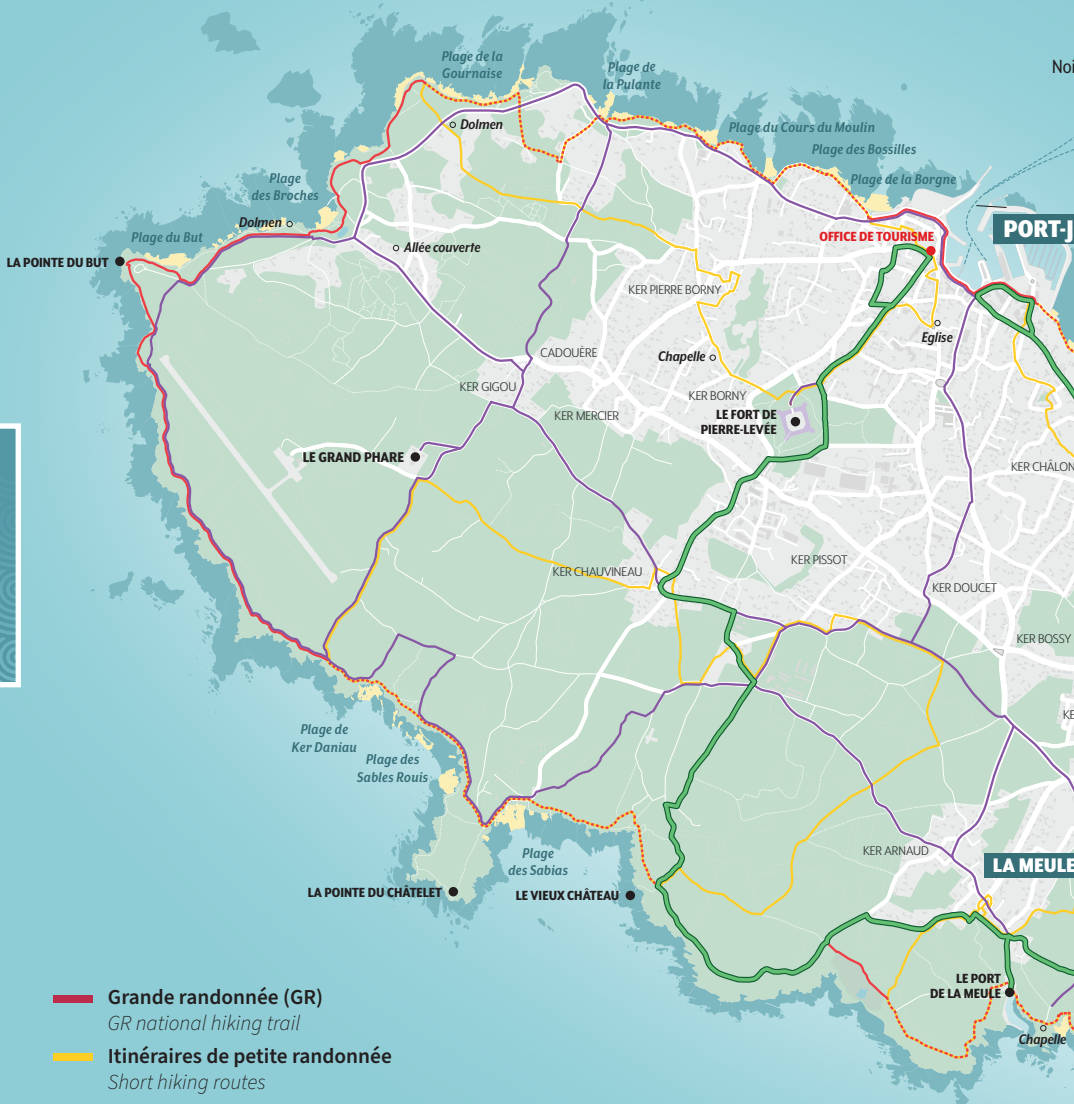 Plage de la
Gournaise
Plage de
la Pulante
Noi
Dolmen
Plage du Cours du Moulin
Plage des Bossilles
Plage
des Broches
Plage de la Borgne
Dolmen
Plage du But
Allée couverte
OFFICE DE TOURISME
PORT-J
LA POINTE DU BUT
KER PIERRE BORNY
Eglise
CADOUÈRE
Chapelle
KER GIGOU
KER BORNY
KER MERCIER
LE FORT DE
PIERRE-LEVÉE
LE GRAND PHARE
KER CHÂLON
KER CHAUVINEAU
KER PISSOT
KER DOUCET
KER BOSSY
KE
Plage de
Ker Daniau
Plage des
Sables Rouis
KER ARNAUD
Plage
des Sabias
LA MEULE
LA POINTE DU CHÂTELET
LE VIEUX CHÂTEAU
LE PORT
DE LA MEULE
Chapelle
Grande randonnée (GR)
GR national hiking trail
Itinéraires de petite randonnée
Short hiking routes